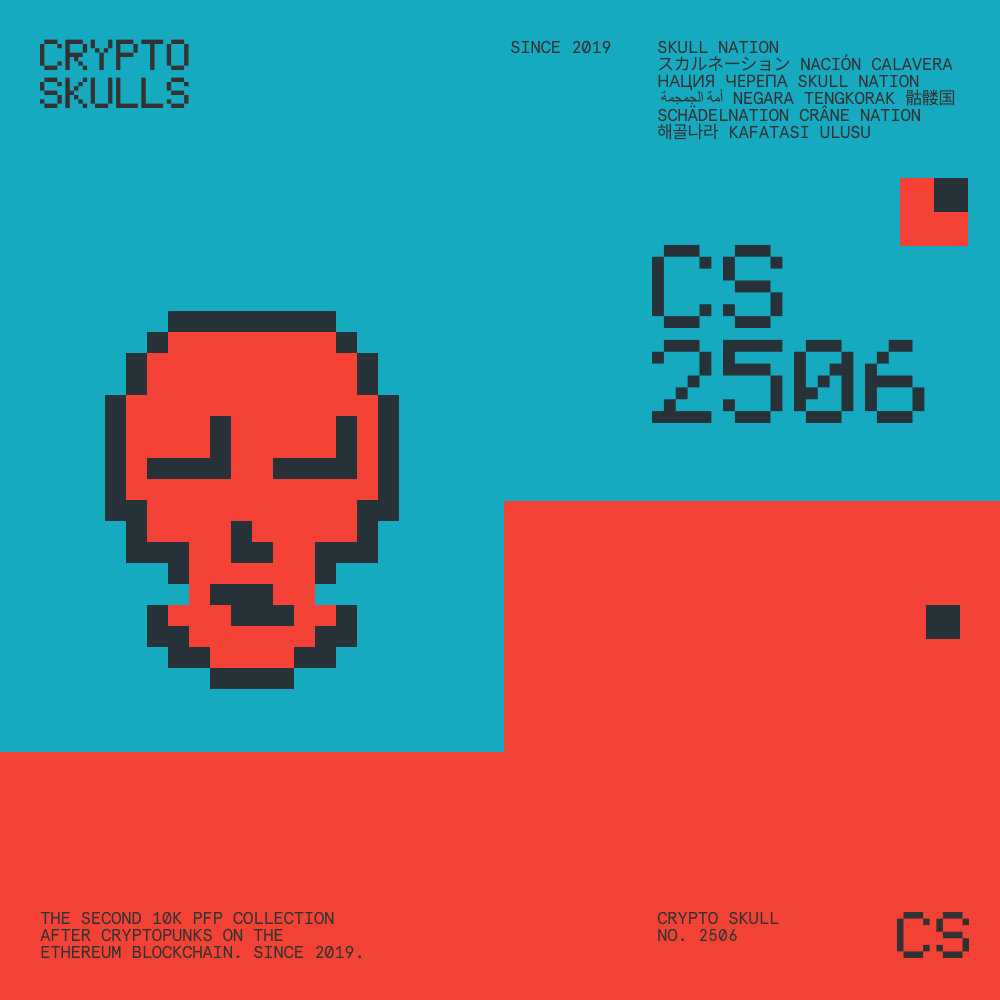 CRYPTO
SKULLS
SINCE 2019
SKULL NATION
スカルネーション NACIÓN CALAVERA
НАЦИЯ ЧЕРЕПА SKULL NATION
أمة الجمجمة NEGARA TENGKORAK 骷髅国
SCHÄDELNATION CRÂNE NATION
해골나라 KAFATASI ULUSU
CS
2506
THE SECOND 10K PFP COLLECTION
AFTER CRYPTOPUNKS ON THE
ETHEREUM BLOCKCHAIN. SINCE 2019.
CRYPTO SKULL
NO. 2506
CS